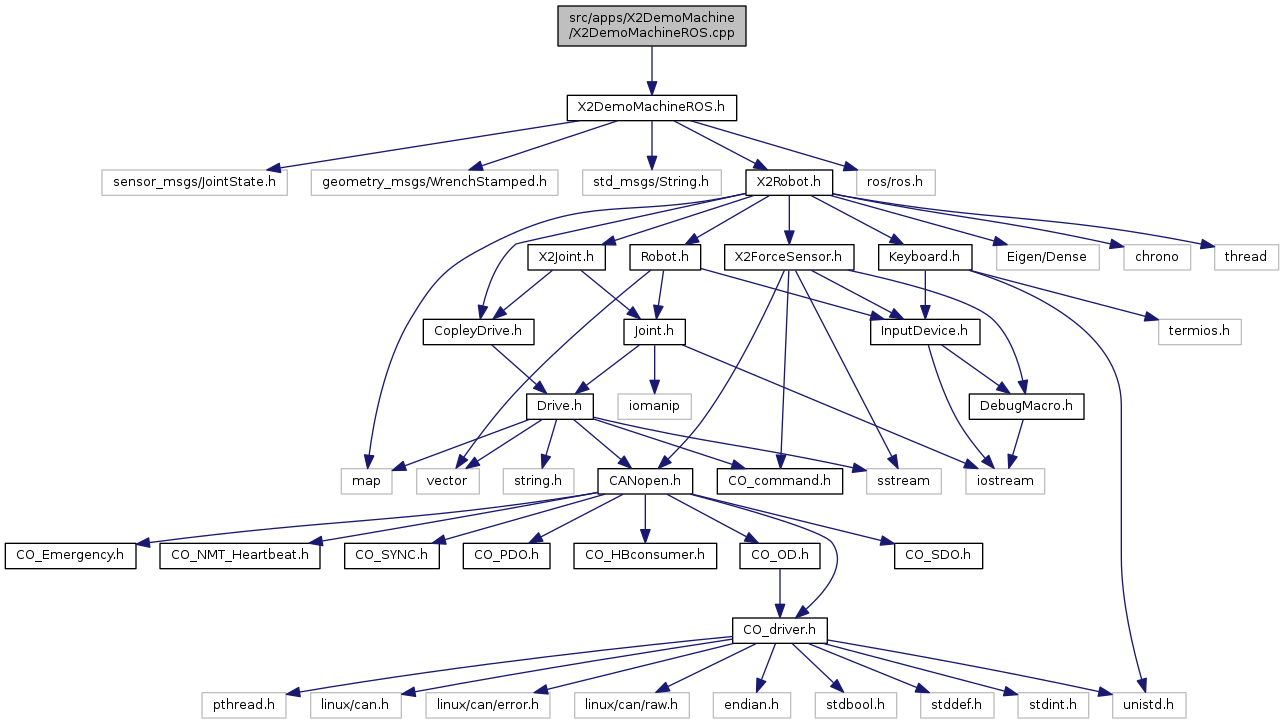 src/apps/X2DemoMachine
/X2DemoMachineROS.cpp
X2DemoMachineROS.h
sensor_msgs/JointState.h
geometry_msgs/WrenchStamped.h
std_msgs/String.h
X2Robot.h
ros/ros.h
X2Joint.h
Robot.h
X2ForceSensor.h
Keyboard.h
Eigen/Dense
chrono
thread
CopleyDrive.h
Joint.h
InputDevice.h
termios.h
Drive.h
iomanip
DebugMacro.h
map
vector
string.h
CANopen.h
CO_command.h
sstream
iostream
CO_Emergency.h
CO_NMT_Heartbeat.h
CO_SYNC.h
CO_PDO.h
CO_HBconsumer.h
CO_OD.h
CO_SDO.h
CO_driver.h
pthread.h
linux/can.h
linux/can/error.h
linux/can/raw.h
endian.h
stdbool.h
stddef.h
stdint.h
unistd.h